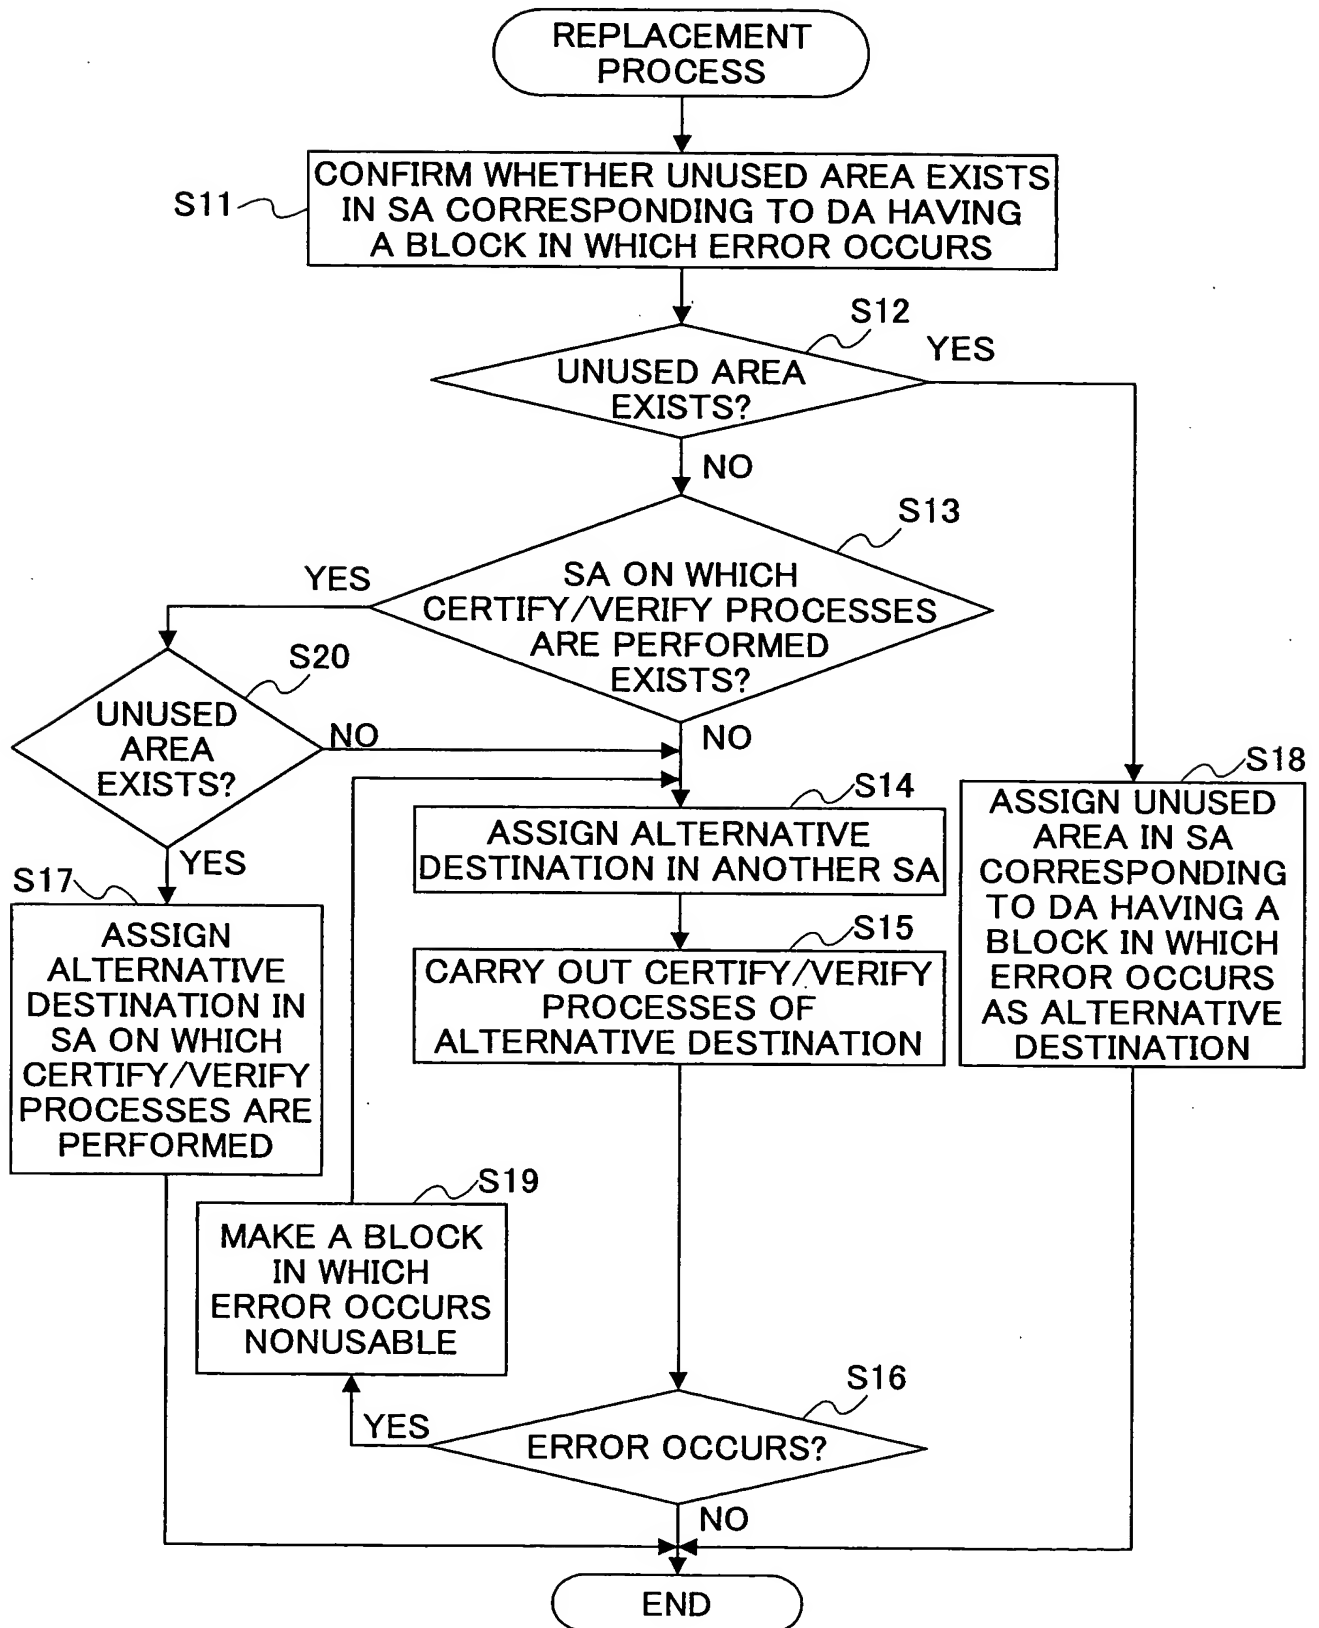 REPLACEMENT
PROCESS
S11
CONFIRM WHETHER UNUSED AREA EXISTS
IN SA CORRESPONDING TO DA HAVING
A BLOCK IN WHICH ERROR OCCURS
S12
YES
UNUSED AREA
EXISTS?
NO
S13
YES
SA ON WHICH
CERTIFY/VERIFY PROCESSES
ARE PERFORMED
EXISTS?
S20
UNUSED
AREA
EXISTS?
NO
NO
YES
S14
ASSIGN ALTERNATIVE
DESTINATION IN ANOTHER SA
S18
ASSIGN UNUSED
AREA IN SA
CORRESPONDING
TO DA HAVING A
BLOCK IN WHICH
ERROR OCCURS
AS ALTERNATIVE
DESTINATION
S17
ASSIGN
ALTERNATIVE
DESTINATION IN
SA ON WHICH
CERTIFY/VERIFY
PROCESSES ARE
PERFORMED
S15
CARRY OUT CERTIFY/VERIFY
PROCESSES OF
ALTERNATIVE DESTINATION
S19
MAKE A BLOCK
IN WHICH
ERROR OCCURS
NONUSABLE
S16
YES
ERROR OCCURS?
NO
END